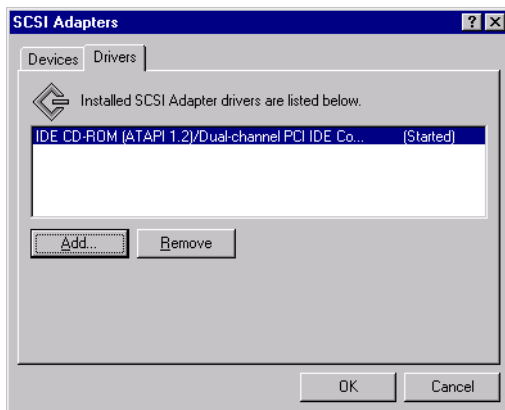 SCSI Adapters
Devices Drivers
Installed SCSI Adapter drivers are listed below.
IDE CD-ROM (ATAPI 1.2)/Dual-channel PCI IDE Co... (Started)
Add... Remove
OK Cancel